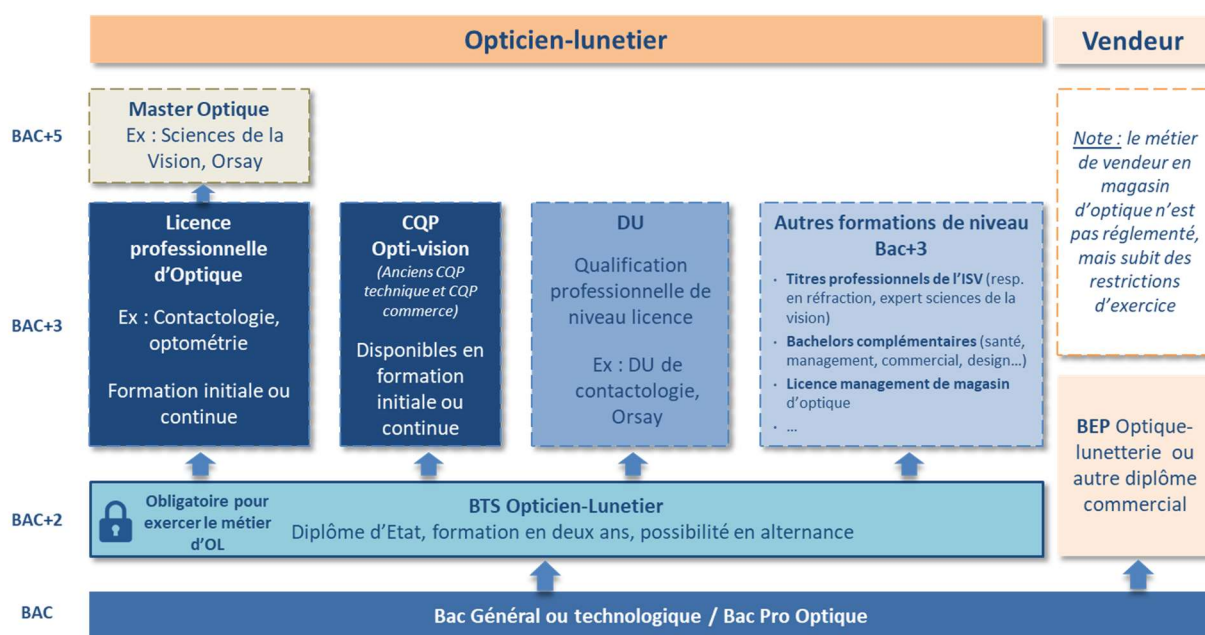 Opticien-lunetier
Vendeur
BAC+5
Master Optique
Ex : Sciences de la
Vision, Orsay
Note : le métier
de vendeur en
magasin
d’optique n’est
pas réglementé,
mais subit des
restrictions
d’exercice
BAC+3
Licence
professionnelle
d’Optique
Ex : Contactologie,
optométrie
Formation initiale ou
continue
CQP
Opti-vision
(Anciens CQP
technique et CQP
commerce)
Disponibles en
formation
initiale ou
continue
DU
Qualification
professionnelle de
niveau licence
Ex : DU de
contactologie,
Orsay
Autres formations de niveau
Bac+3
· Titres professionnels de l’ISV (resp.
en réfraction, expert sciences de la
vision)
· Bachelors complémentaires (santé,
management, commercial, design…)
· Licence management de magasin
d’optique
· …
BEP Optique-
lunetterie ou
autre diplôme
commercial
BAC+2
Obligatoire pour
exercer le métier
d’OL
BTS Opticien-Lunetier
Diplôme d’Etat, formation en deux ans, possibilité en alternance
BAC
Bac Général ou technologique / Bac Pro Optique